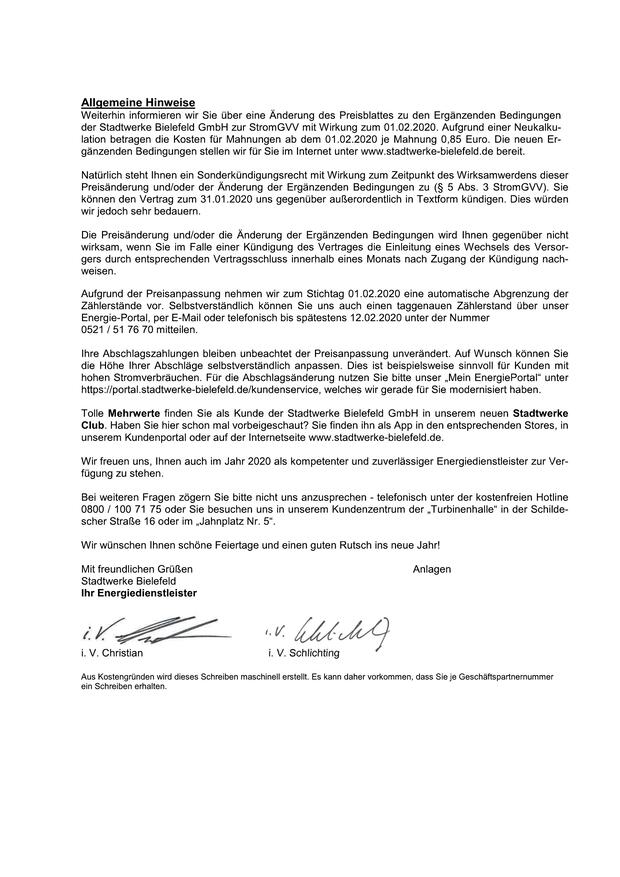 Allgemeine Hinweise
Weiterhin informieren wir Sie über eine Änderung des Preisblattes zu den Ergänzenden Bedingungen
der Stadtwerke Bielefeld GmbH zur StromGVV mit Wirkung zum 01.02.2020. Aufgrund einer Neukalku-
lation betragen die Kosten für Mahnungen ab dem 01.02.2020 je Mahnung 0,85 Euro. Die neuen Er-
gänzenden Bedingungen stellen wir für Sie im Internet unter www.stadtwerke-bielefeld.de bereit.
Natürlich steht Ihnen ein Sonderkündigungsrecht mit Wirkung zum Zeitpunkt des Wirksamwerdens dieser
Preisänderung und/oder der Änderung der Ergänzenden Bedingungen zu (§ 5 Abs. 3 StromGVV). Sie
können den Vertrag zum 31.01.2020 uns gegenüber außerordentlich in Textform kündigen. Dies würden
wir jedoch sehr bedauern.
Die Preisänderung und/oder die Änderung der Ergänzenden Bedingungen wird Ihnen gegenüber nicht
wirksam, wenn Sie im Falle einer Kündigung des Vertrages die Einleitung eines Wechsels des Versor-
gers durch entsprechenden Vertragsschluss innerhalb eines Monats nach Zugang der Kündigung nach-
weisen.
Aufgrund der Preisanpassung nehmen wir zum Stichtag 01.02.2020 eine automatische Abgrenzung der
Zählerstände vor. Selbstverständlich können Sie uns auch einen taggenauen Zählerstand über unser
Energie-Portal, per E-Mail oder telefonisch bis spätestens 12.02.2020 unter der Nummer
0521 / 51 76 70 mitteilen.
Ihre Abschlagszahlungen bleiben unbeachtet der Preisanpassung unverändert. Auf Wunsch können Sie
die Höhe Ihrer Abschläge selbstverständlich anpassen. Dies ist beispielsweise sinnvoll für Kunden mit
hohen Stromverbräuchen. Für die Abschlagsänderung nutzen Sie bitte unser „Mein EnergiePortal“ unter
https://portal.stadtwerke-bielefeld.de/kundenservice, welches wir gerade für Sie modernisiert haben.
Tolle Mehrwerte finden Sie als Kunde der Stadtwerke Bielefeld GmbH in unserem neuen Stadtwerke
Club. Haben Sie hier schon mal vorbeigeschaut? Sie finden ihn als App in den entsprechenden Stores, in
unserem Kundenportal oder auf der Internetseite www.stadtwerke-bielefeld.de.
Wir freuen uns, Ihnen auch im Jahr 2020 als kompetenter und zuverlässiger Energiedienstleister zur Ver-
fügung zu stehen.
Bei weiteren Fragen zögern Sie bitte nicht uns anzusprechen - telefonisch unter der kostenfreien Hotline
0800 / 100 71 75 oder Sie besuchen uns in unserem Kundenzentrum der „Turbinenhalle“ in der Schilde-
scher Straße 16 oder im „Jahnplatz Nr. 5“.
Wir wünschen Ihnen schöne Feiertage und einen guten Rutsch ins neue Jahr!
Mit freundlichen Grüßen Anlagen
Stadtwerke Bielefeld
Ihr Energiedienstleister
i.V. i.V.
i. V. Christian i. V. Schlichting
Aus Kostengründen wird dieses Schreiben maschinell erstellt. Es kann daher vorkommen, dass Sie je Geschäftspartnernummer
ein Schreiben erhalten.